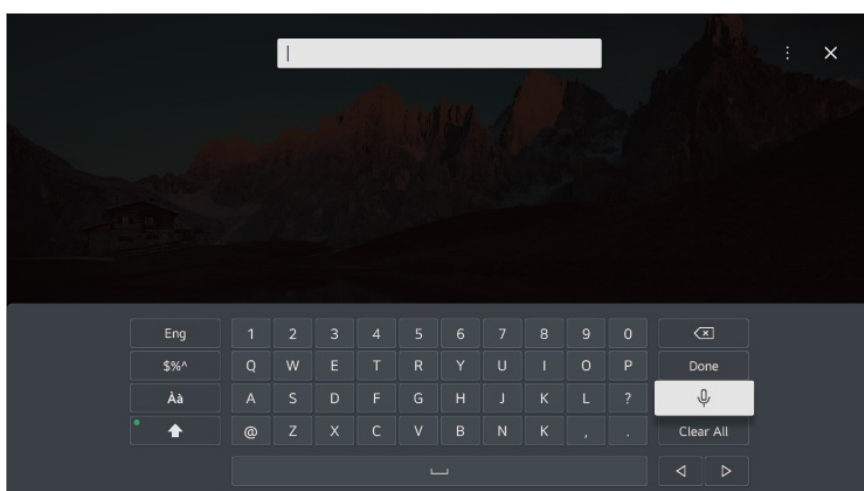 Eng 1 2 3 4 5 6 7 8 9 0
$%^ Q W E T R Y U I O P Done
Àà A S D F G H J K L ?
@ Z X C V B N K , . Clear All